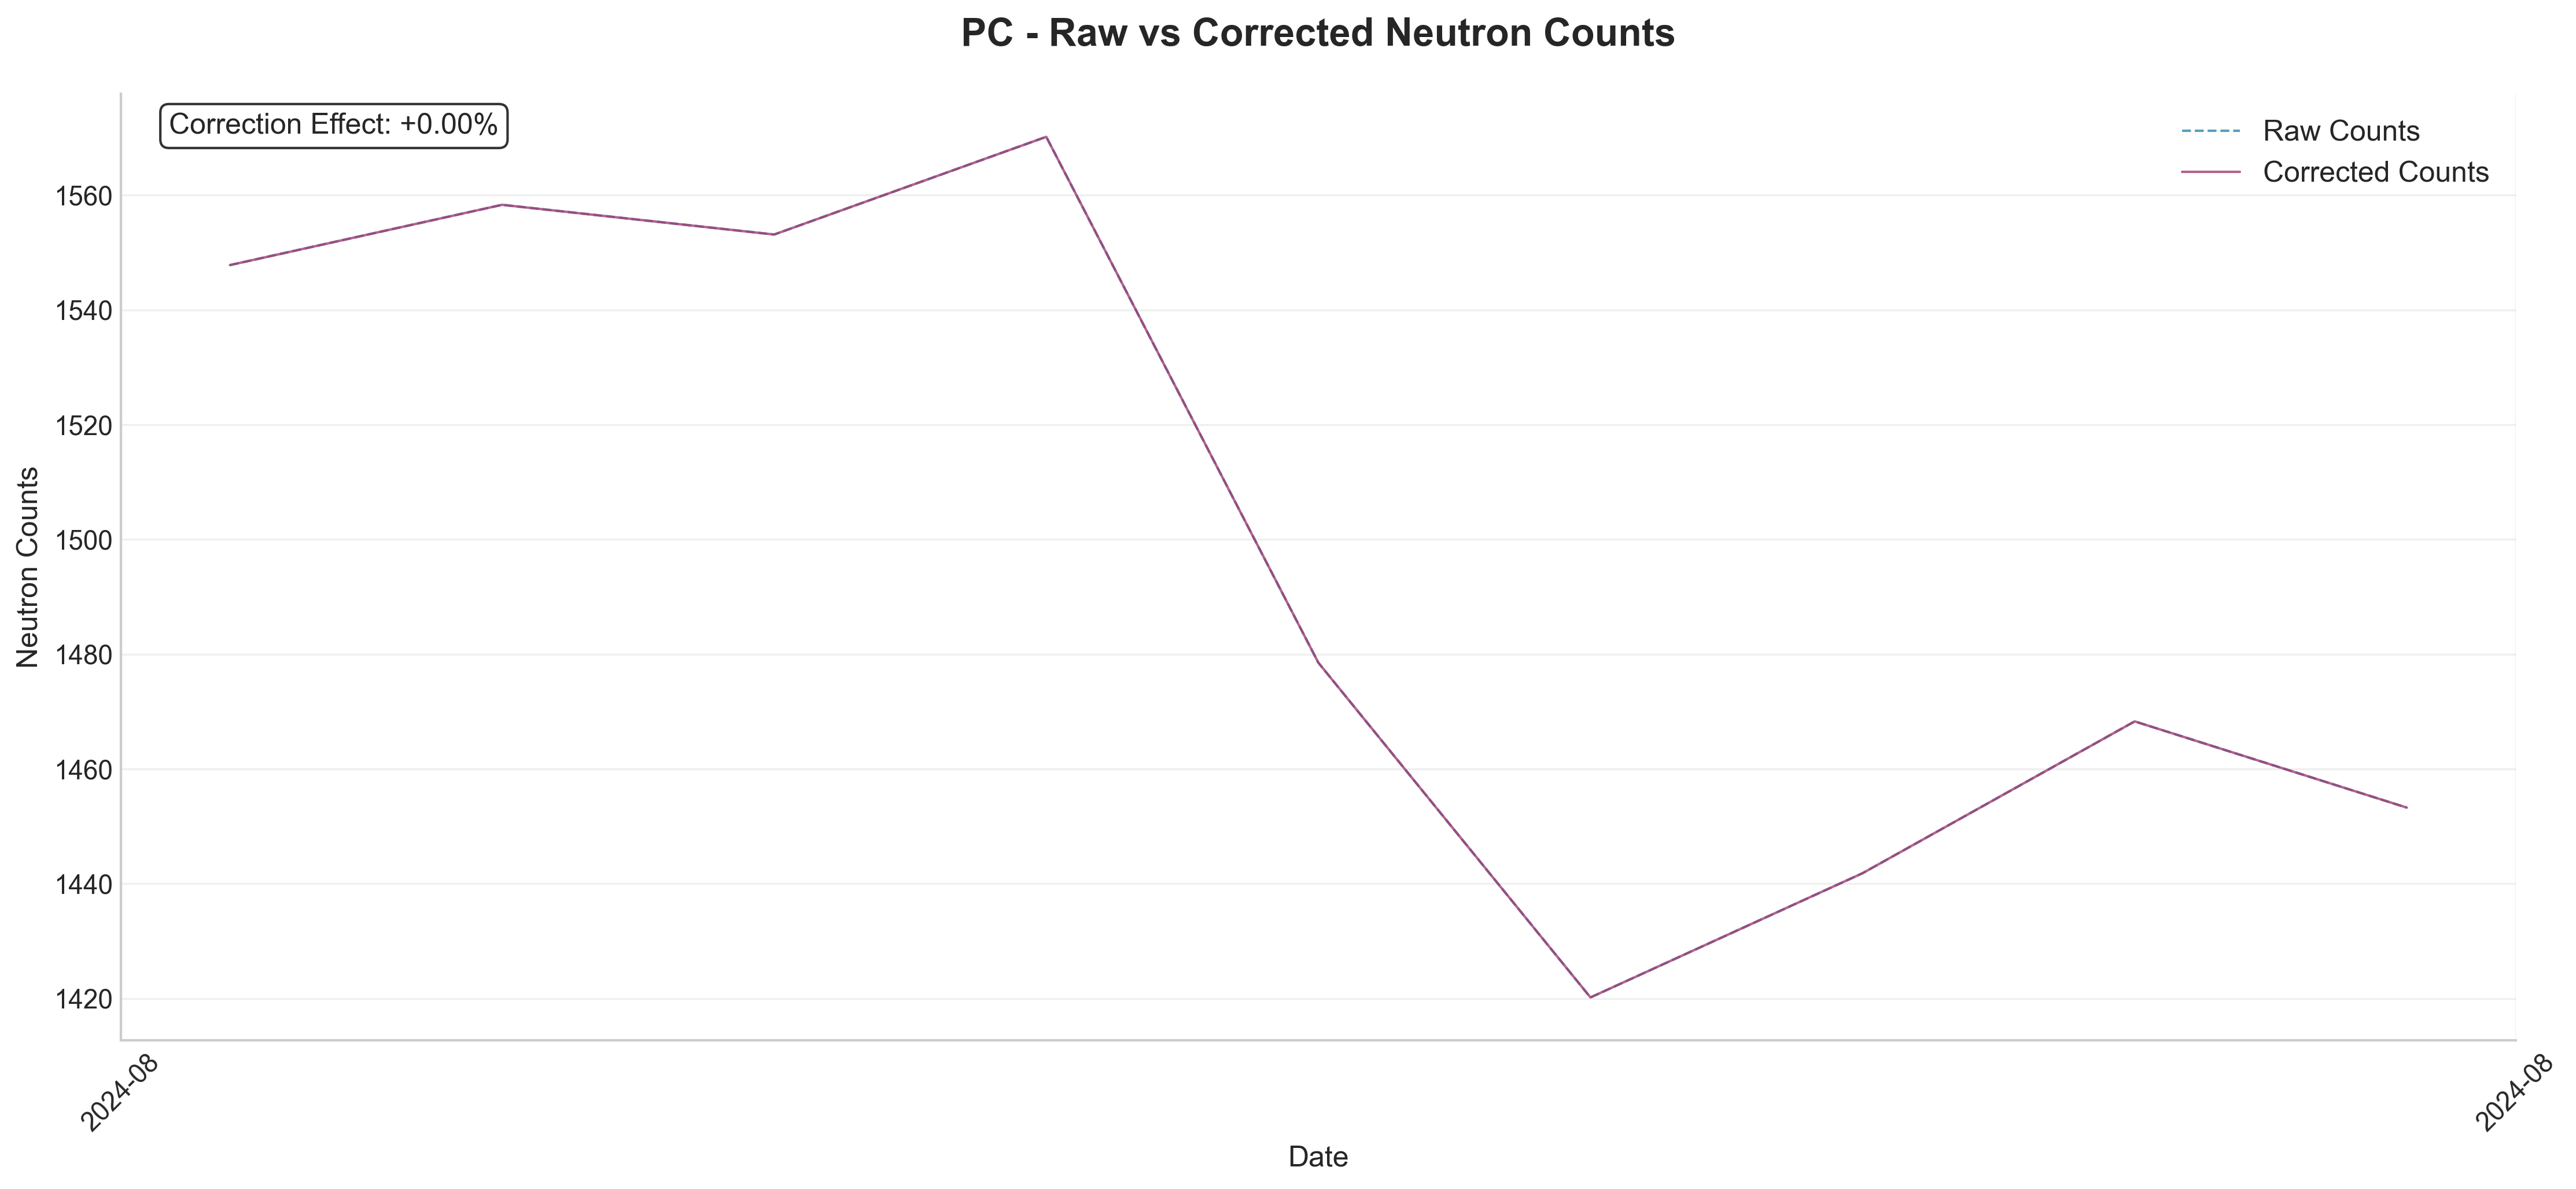 PC - Raw vs Corrected Neutron Counts
Correction Effect: +0.00%
Raw Counts
Corrected Counts
Neutron Counts
1560
1540
1520
1500
1480
1460
1440
1420
2024-08
2024-08
Date